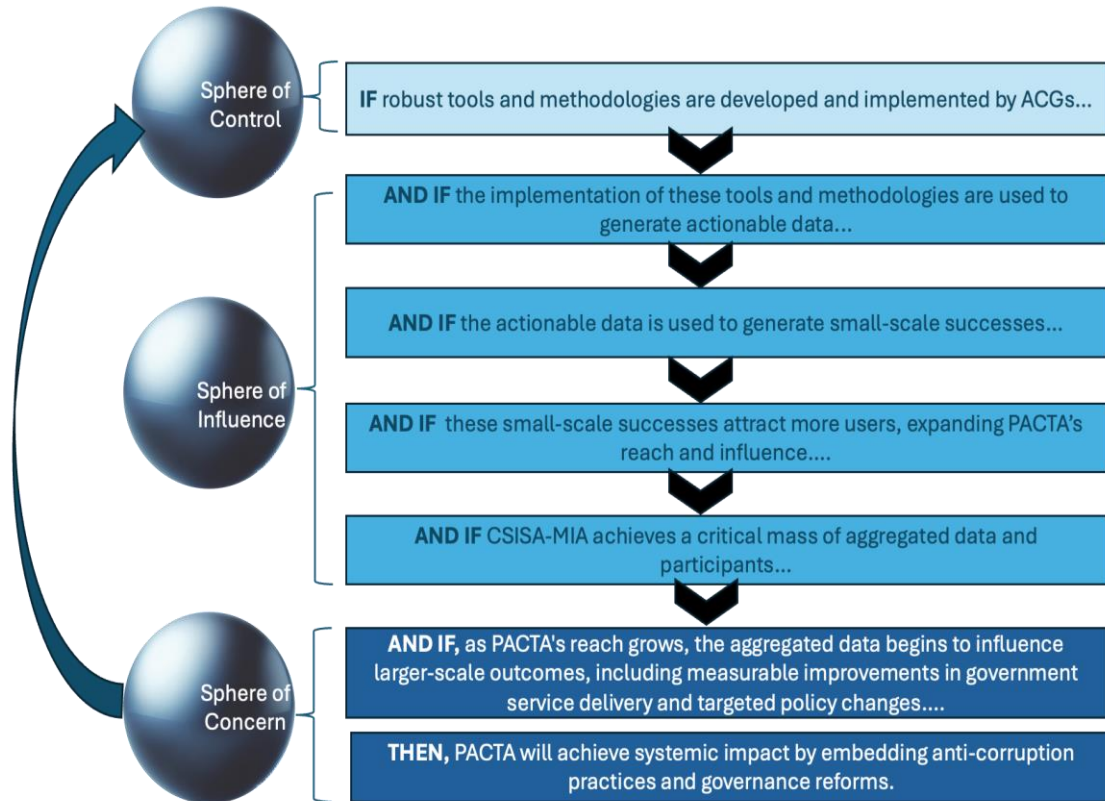 Sphere of
Control
IF robust tools and methodologies are developed and implemented by ACGs...
AND IF the implementation of these tools and methodologies are used to
generate actionable data...
AND IF the actionable data is used to generate small-scale successes...
Sphere of
Influence
AND IF these small-scale successes attract more users, expanding PACTA's
reach and influence....
AND IF CSISA-MIA achieves a critical mass of aggregated data and
participants...
Sphere of
Concern
AND IF, as PACTA's reach grows, the aggregated data begins to influence
larger-scale outcomes, including measurable improvements in government
service delivery and targeted policy changes....
THEN, PACTA will achieve systemic impact by embedding anti-corruption
practices and governance reforms.